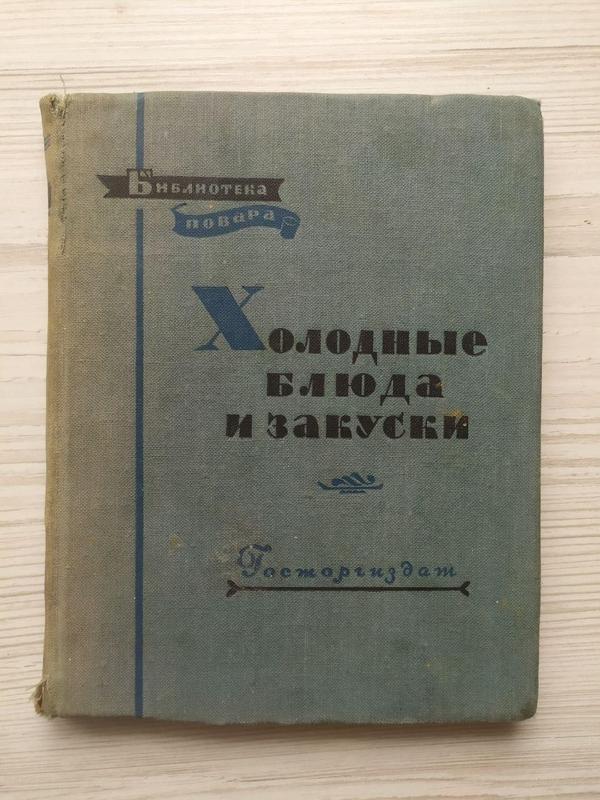 Библиотека
повара
Холодные
блюда
и закуски
Госторгиздат